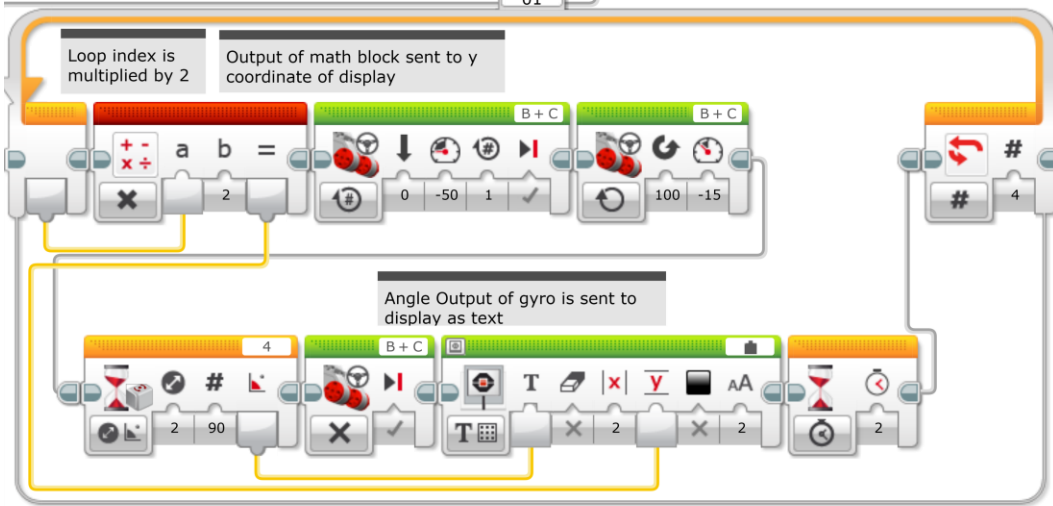 01
Loop index is
multiplied by 2
Output of math block sent to y
coordinate of display
B + C
B + C
+ -
x ÷
a b =
#
#
2
#
0 -50 1
100 -15
#
4
Angle Output of gyro is sent to
display as text
4
B + C
#
T
x
y
AA
2 90
T
2
2
2